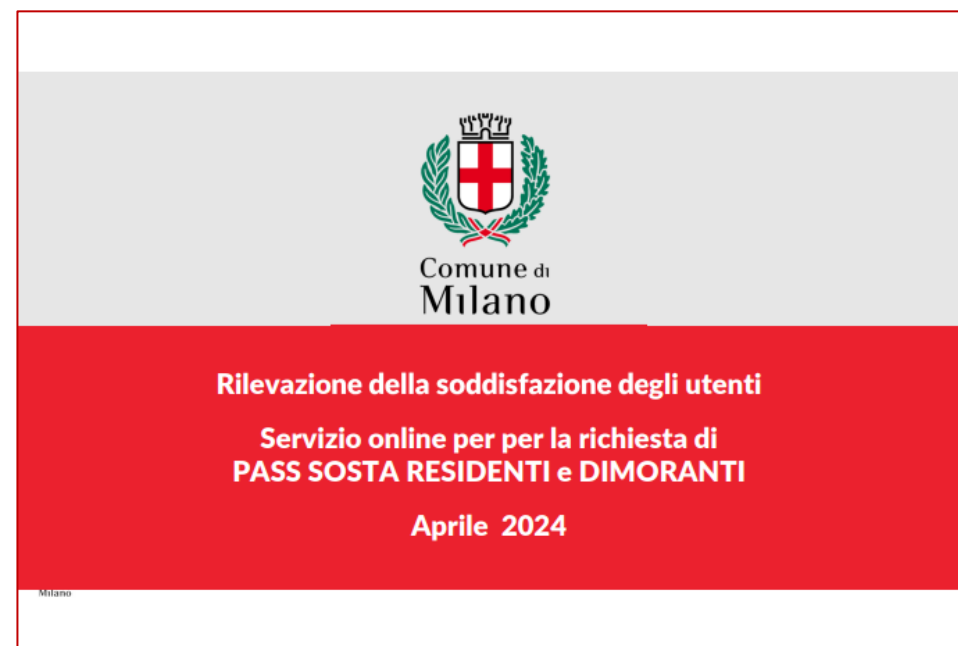 Comune di
Milano
Rilevazione della soddisfazione degli utenti
Servizio online per per la richiesta di
PASS SOSTA RESIDENTI e DIMORANTI
Aprile 2024
Milano